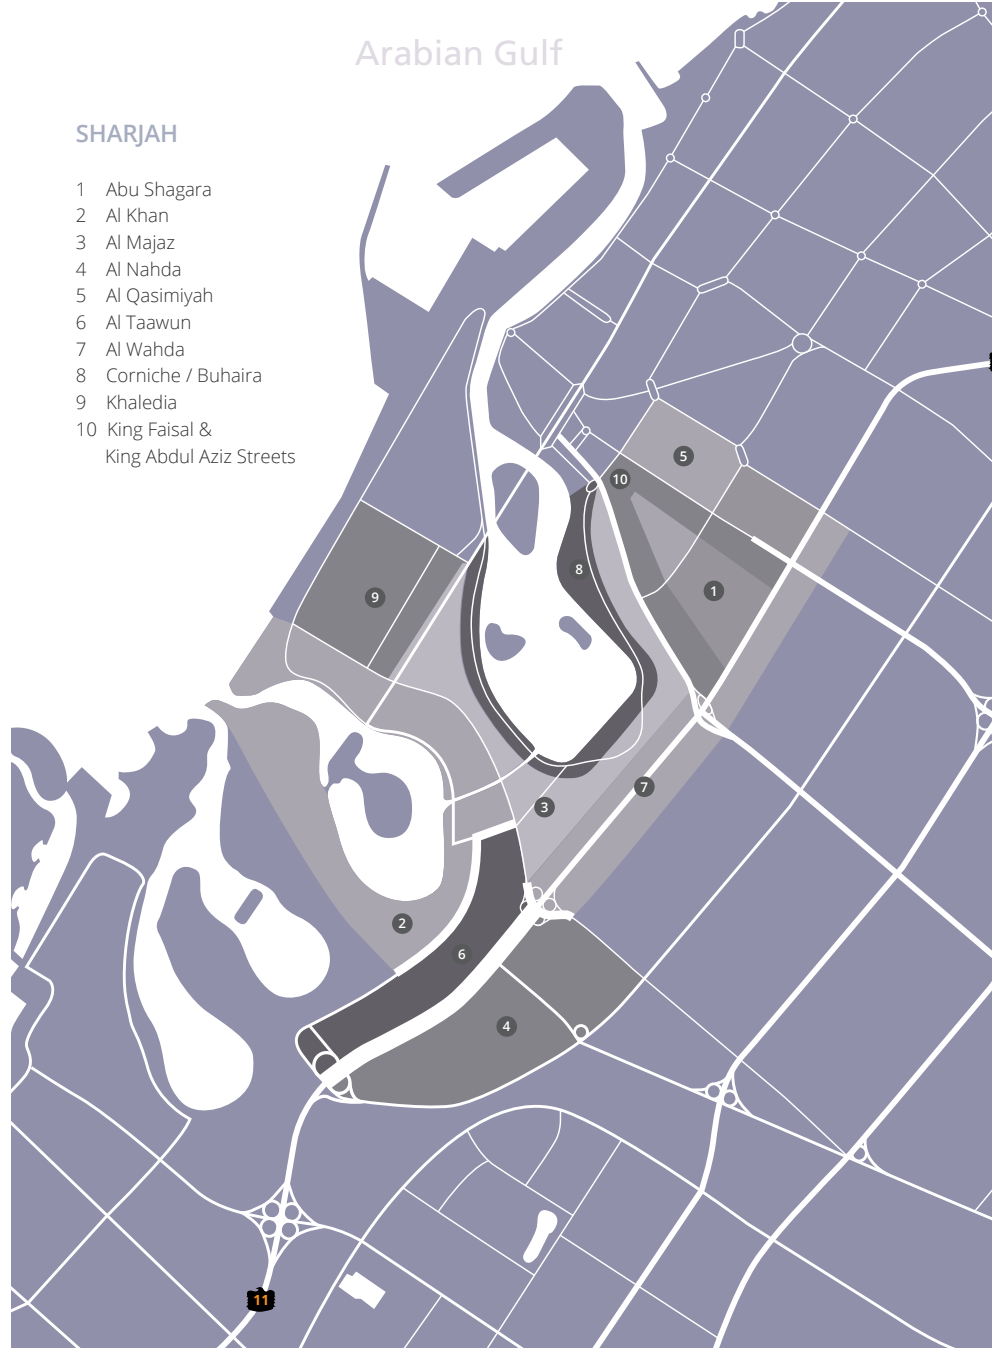 Arabian Gulf
SHARJAH
1 Abu Shagara
2 Al Khan
3 Al Majaz
4 Al Nahda
5 Al Qasimiyah
6 Al Taawun
7 Al Wahda
8 Corniche / Buhaira
9 Khaledia
10 King Faisal &
King Abdul Aziz Streets
5
10
8
1
9
7
3
2
6
4
11